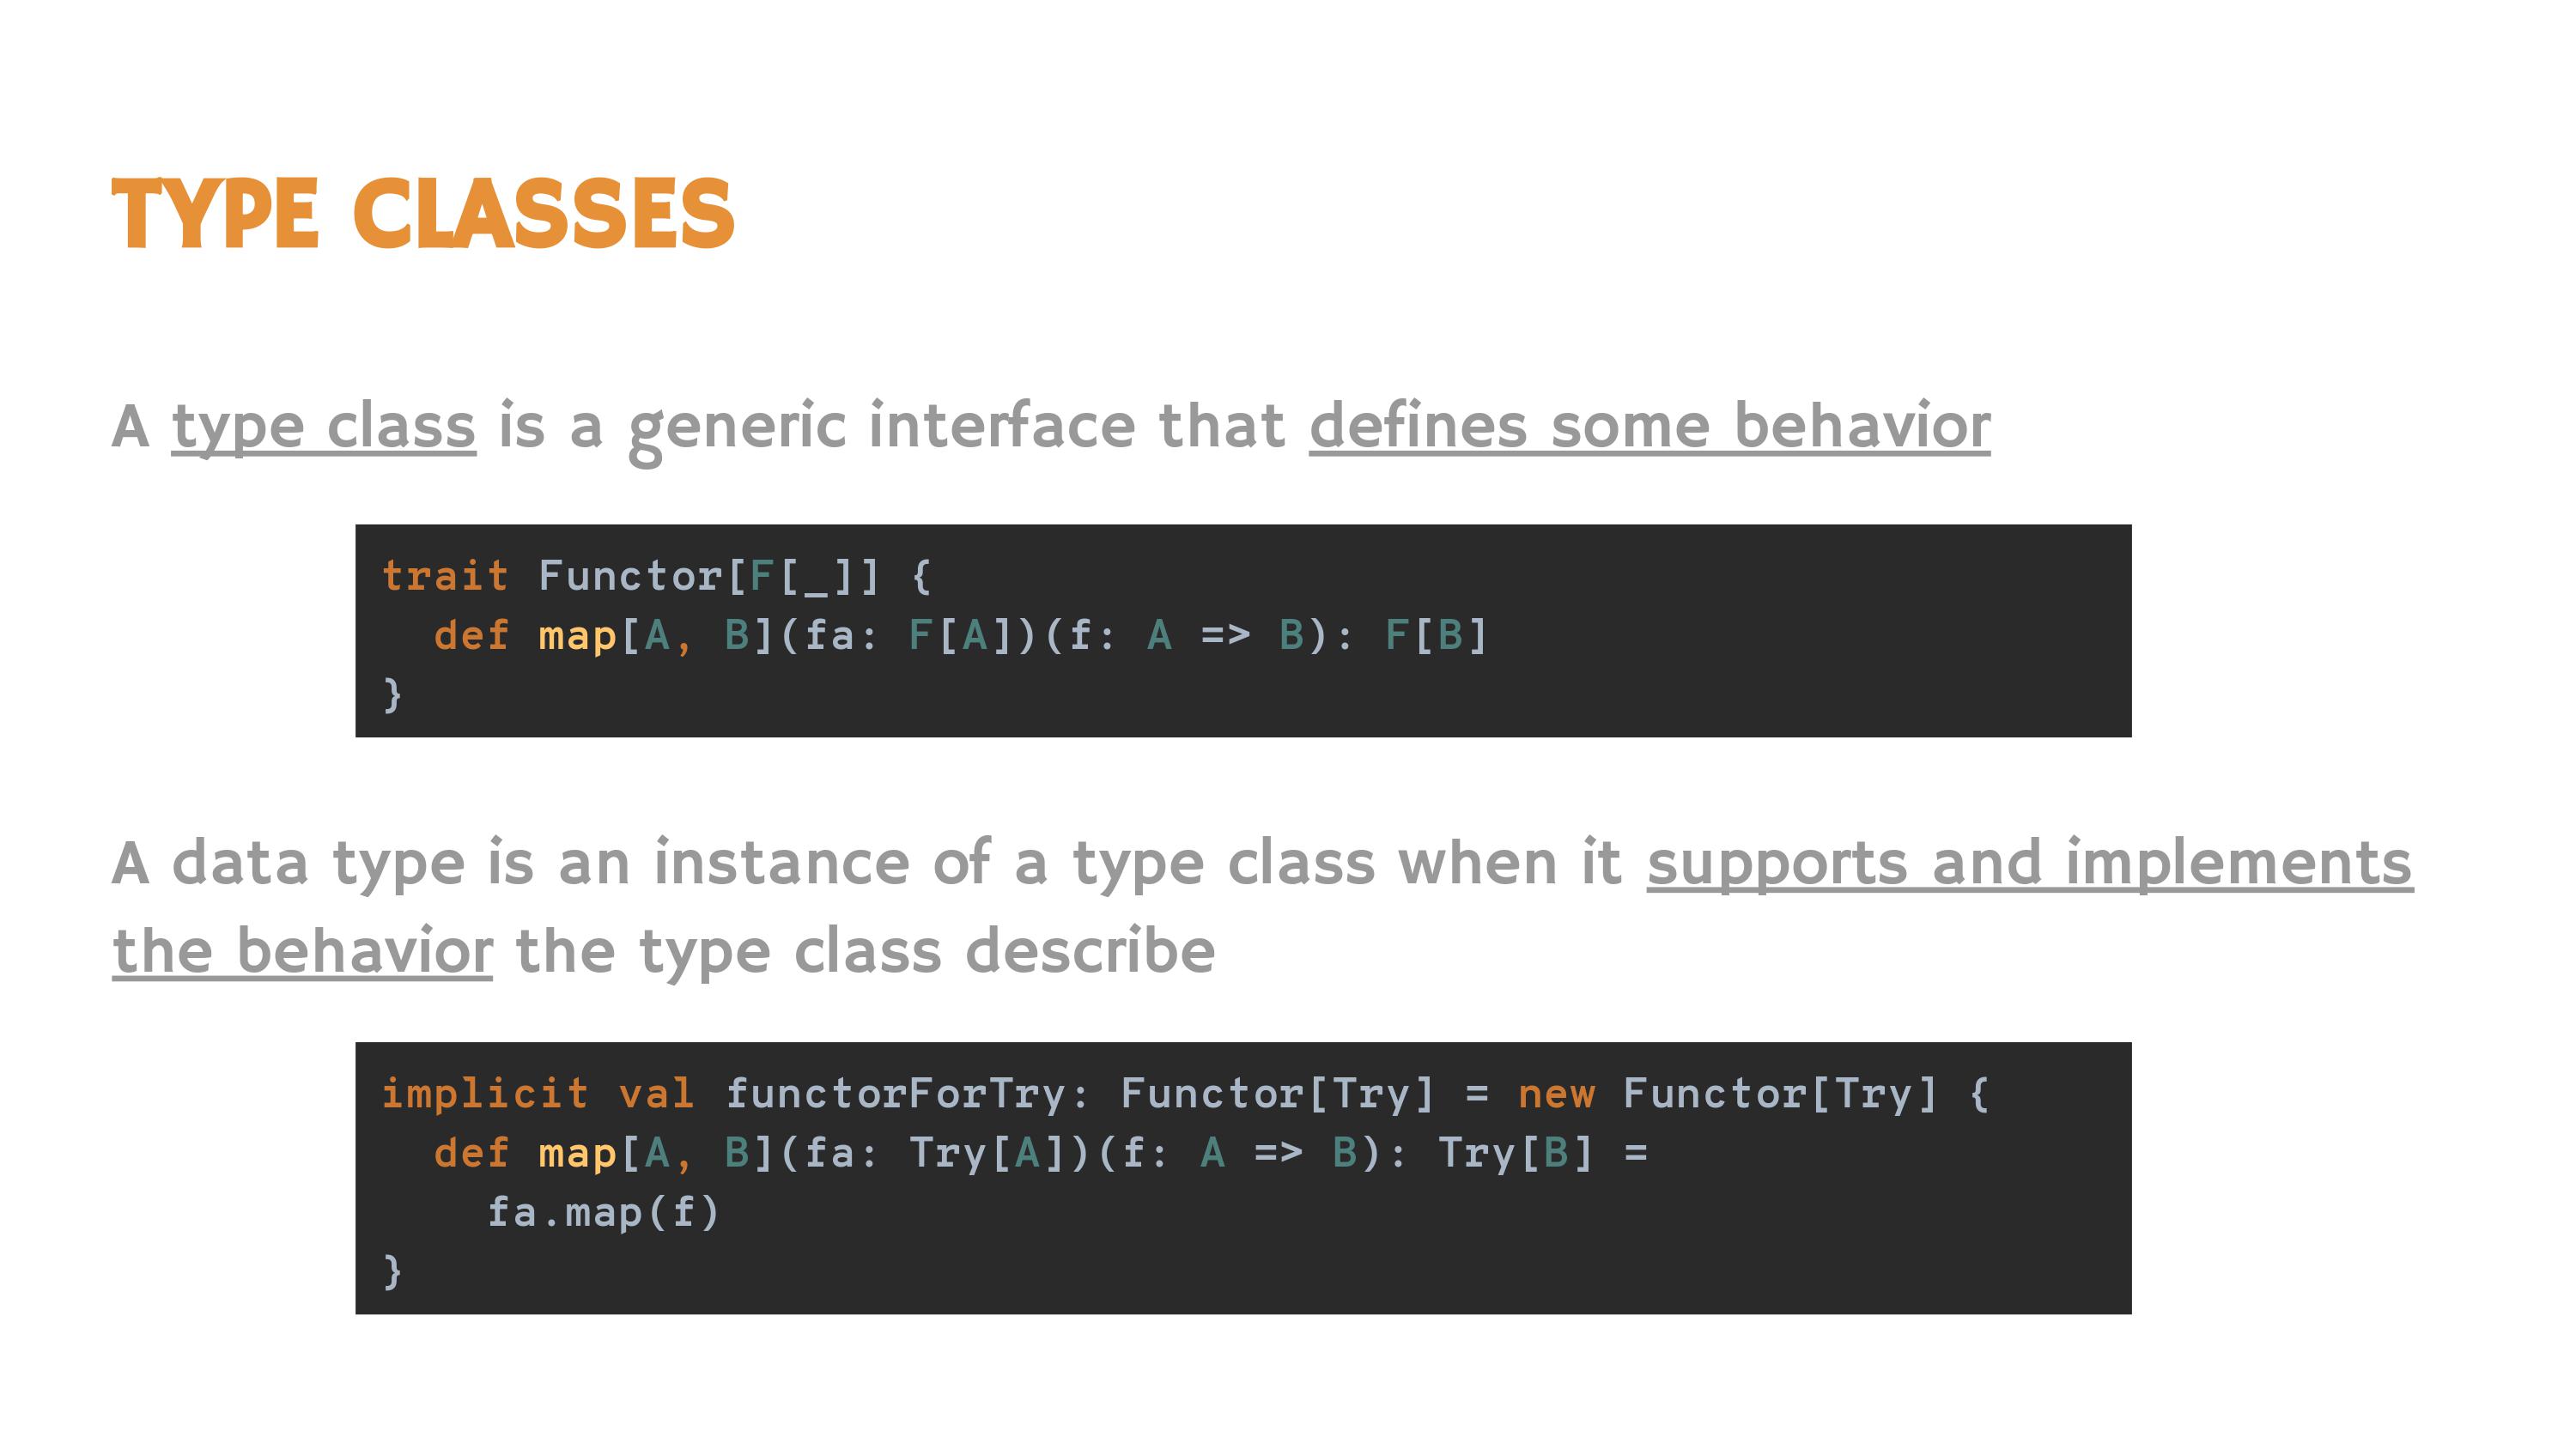 TYPE CLASSES
A type class is a generic interface that defines some behavior
trait Functor[F[_]] {
  def map[A, B](fa: F[A])(f: A => B): F[B]
}
A data type is an instance of a type class when it supports and implements
the behavior the type class describe
implicit val functorForTry: Functor[Try] = new Functor[Try] {
  def map[A, B](fa: Try[A])(f: A => B): Try[B] =
    fa.map(f)
}